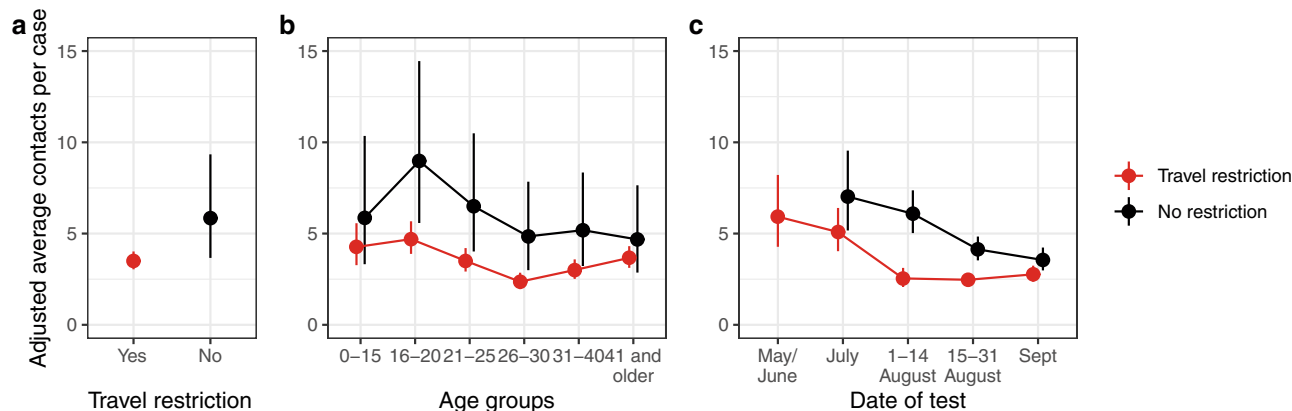 a
b
c
Adjusted average contacts per case
15
10
5
0
Yes
No
Travel restriction
15
10
5
0
0–15
16–20
21–25
26–30
31–40
41 and
older
Age groups
15
10
5
0
May/
June
July
1–14
August
15–31
August
Sept
Date of test
Travel restriction
No restriction